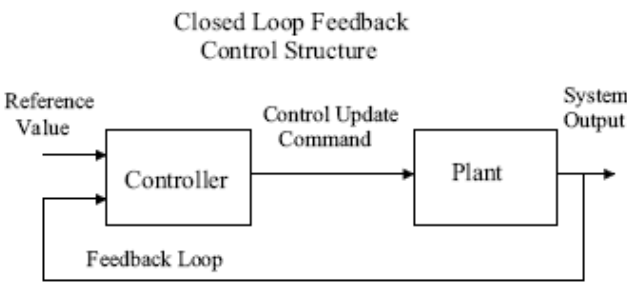 Closed Loop Feedback
Control Structure
Reference
Value
Control Update
Command
System
Output
Controller
Plant
Feedback Loop